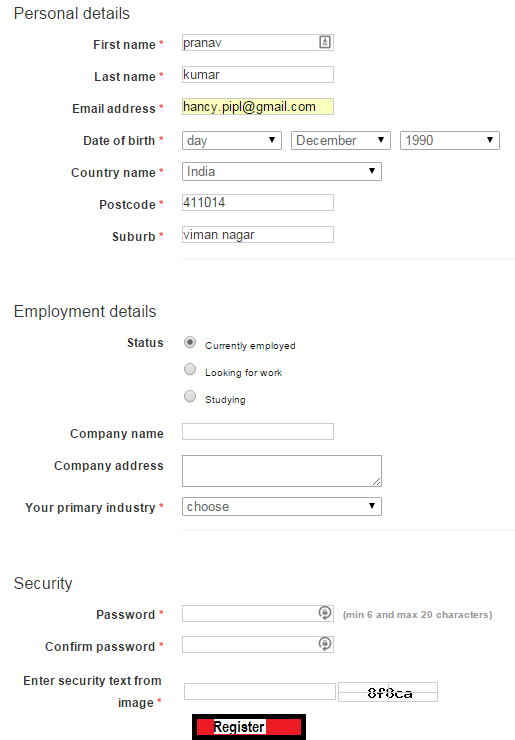 Personal details
First name * pranav
Last name * kumar
Email address * hancy.pipl@gmail.com
Date of birth * day December 1990
Country name * India
Postcode * 411014
Suburb * viman nagar
Employment details
Status Currently employed
Looking for work
Studying
Company name
Company address
Your primary industry * choose
Security
Password * (min 6 and max 20 characters)
Confirm password *
Enter security text from
image * 8f8ca
Register